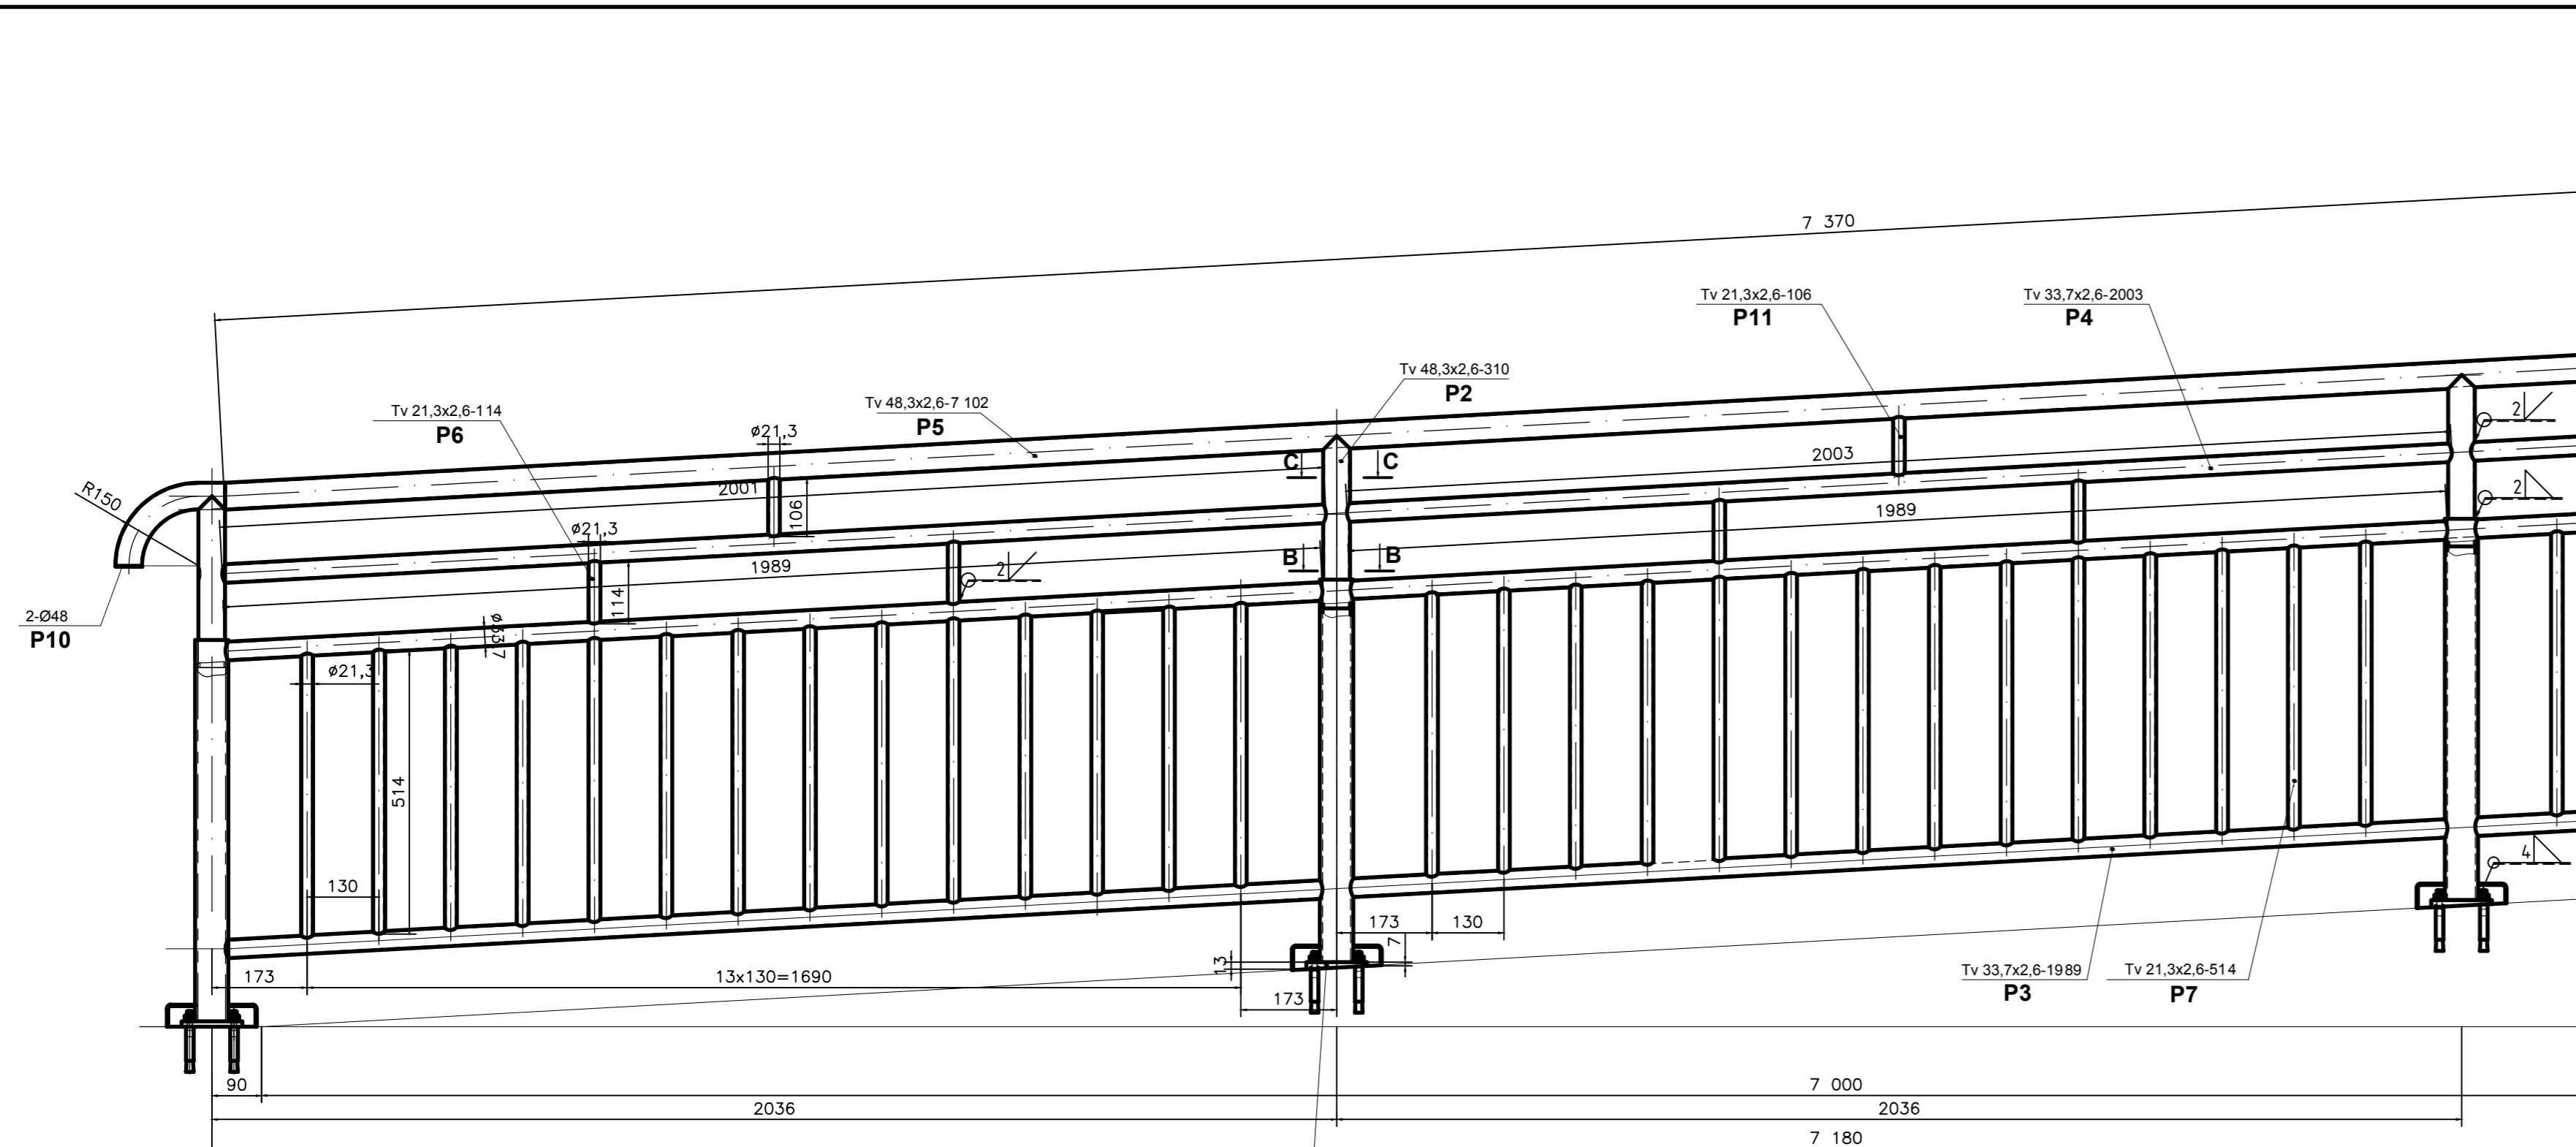 7 370
Tv 21,3x2,6-106
P11
Tv 33,7x2,6-2003
P4
Tv 48,3x2,6-310
P2
Tv 21,3x2,6-114
P6
Tv 48,3x2,6-7 102
P5
ø21,3
2
C
C
2003
R150
2001
106
2
1989
ø21,3
B
B
1989
2
114
2-Ø48
P10
ø33,7
ø21,3
514
4
130
173
130
7
13
173
13x130=1690
173
Tv 33,7x2,6-1989
P3
Tv 21,3x2,6-514
P7
90
7 000
2036
2036
7 180